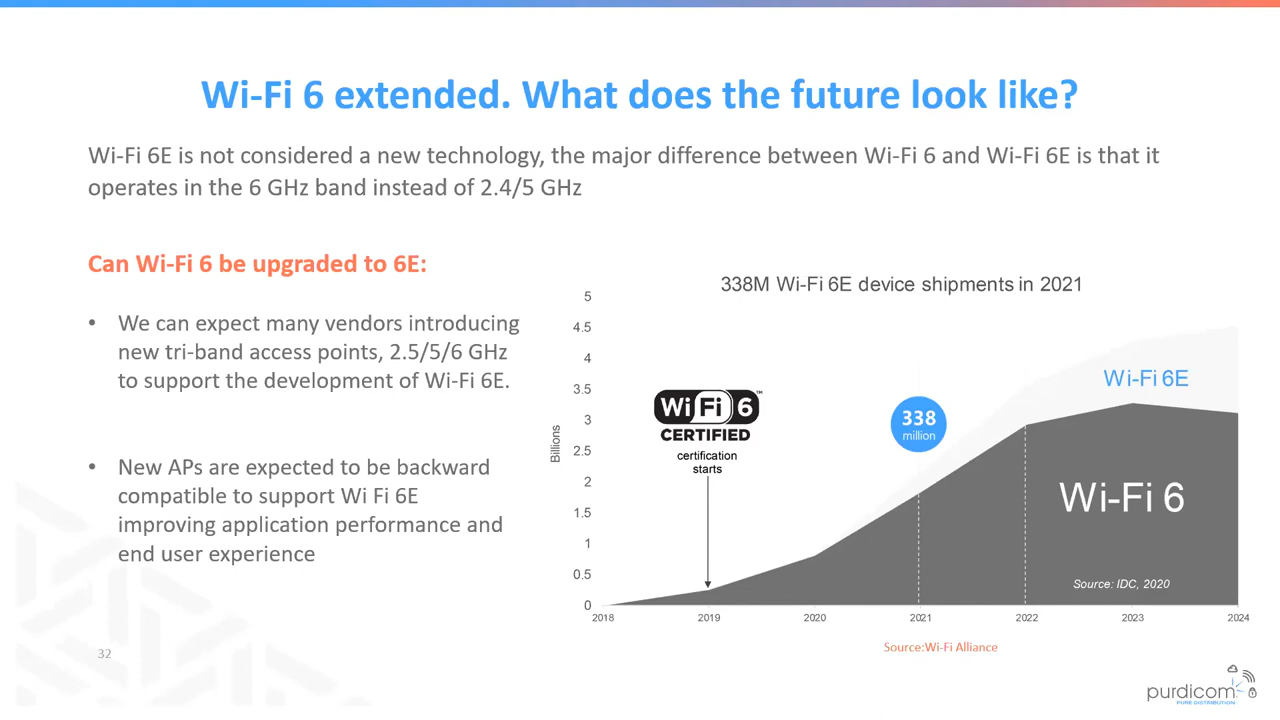 Wi-Fi 6 extended. What does the future look like?
Wi-Fi 6E is not considered a new technology, the major difference between Wi-Fi 6 and Wi-Fi 6E is that it
operates in the 6 GHz band instead of 2.4/5 GHz
Can Wi-Fi 6 be upgraded to 6E:
• We can expect many vendors introducing
new tri-band access points, 2.5/5/6 GHz
to support the development of Wi-Fi 6E.
• New APs are expected to be backward
compatible to support Wi Fi 6E
improving application performance and
end user experience
338M Wi-Fi 6E device shipments in 2021
5
4.5
4
3.5
3
2.5
2
1.5
1
0.5
0
Billions
Wi Fi 6™
CERTIFIED
certification
starts
338
million
Wi-Fi 6E
Wi-Fi 6
Source: IDC, 2020
2018 2019 2020 2021 2022 2023 2024
Source:Wi-Fi Alliance
32
purdicom
PURE DISTRIBUTION